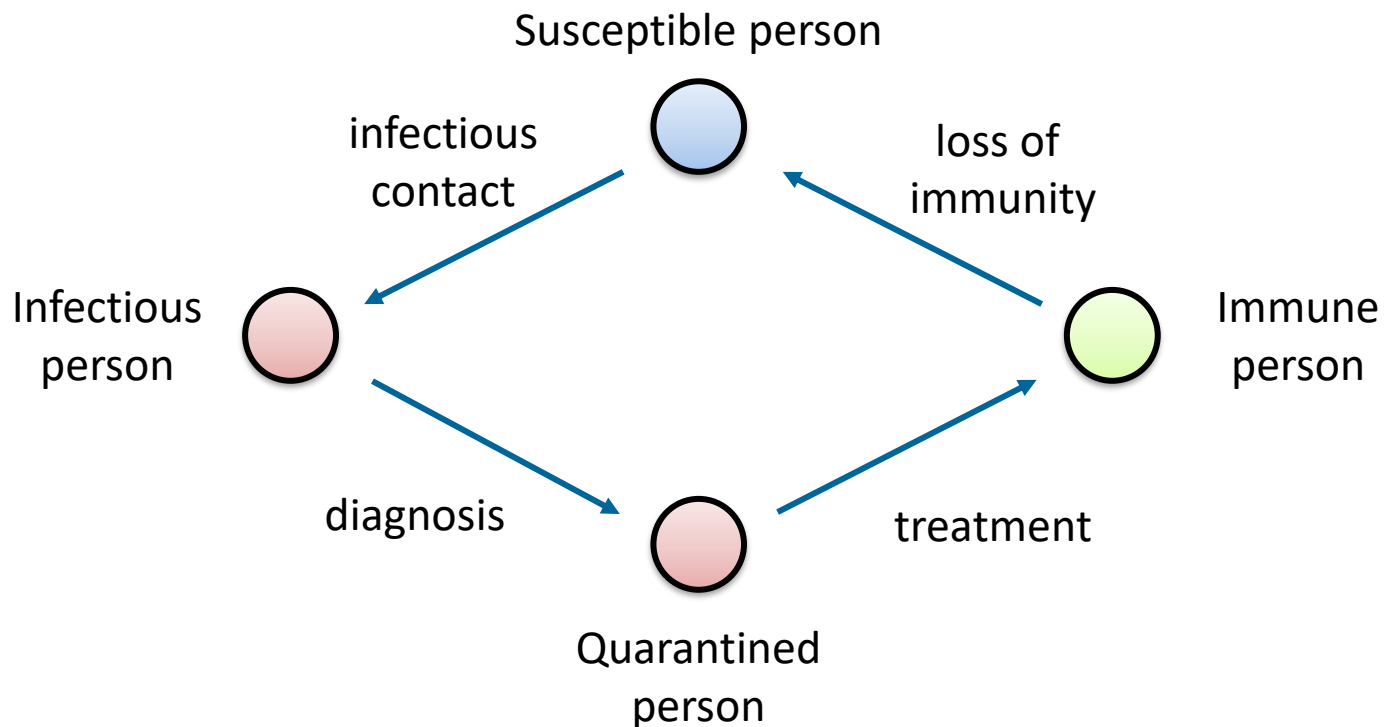 Susceptible person
infectious
contact
loss of
immunity
Infectious
person
Immune
person
diagnosis
treatment
Quarantined
person